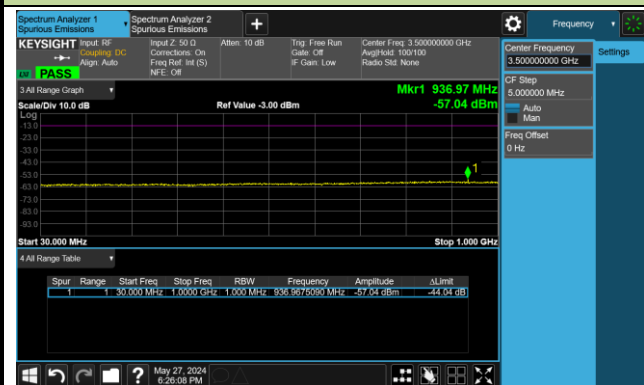 Spectrum Analyzer 1
Spurious Emissions
Spectrum Analyzer 2
Spurious Emissions
+
Frequency
KEYSIGHT
Input: RF
Coupling: DC
Align: Auto
Input Z: 50 Ω
Corrections: On
Freq Ref: Int (S)
NFE: Off
Atten: 10 dB
Trig: Free Run
Gate: Off
IF Gain: Low
Center Freq: 3.500000000 GHz
Avg|Hold: 100/100
Radio Std: None
PASS
Center Frequency
3.500000000 GHz
Settings
CF Step
5.000000 MHz
Auto
Man
Freq Offset
0 Hz
3 All Range Graph
Mkr1 936.97 MHz
Scale/Div 10.0 dB
Ref Value -3.00 dBm
-57.04 dBm
Log
-13.0
-23.0
-33.0
-43.0
-53.0
-63.0
-73.0
-83.0
-93.0
1
Start 30.000 MHz
Stop 1.000 GHz
4 All Range Table
Spur Range Start Freq Stop Freq RBW Frequency Amplitude ΔLimit
1 1 30.000 MHz 1.0000 GHz 1.000 MHz 936.9675090 MHz -57.04 dBm -44.04 dB
?
May 27, 2024
6:26:08 PM